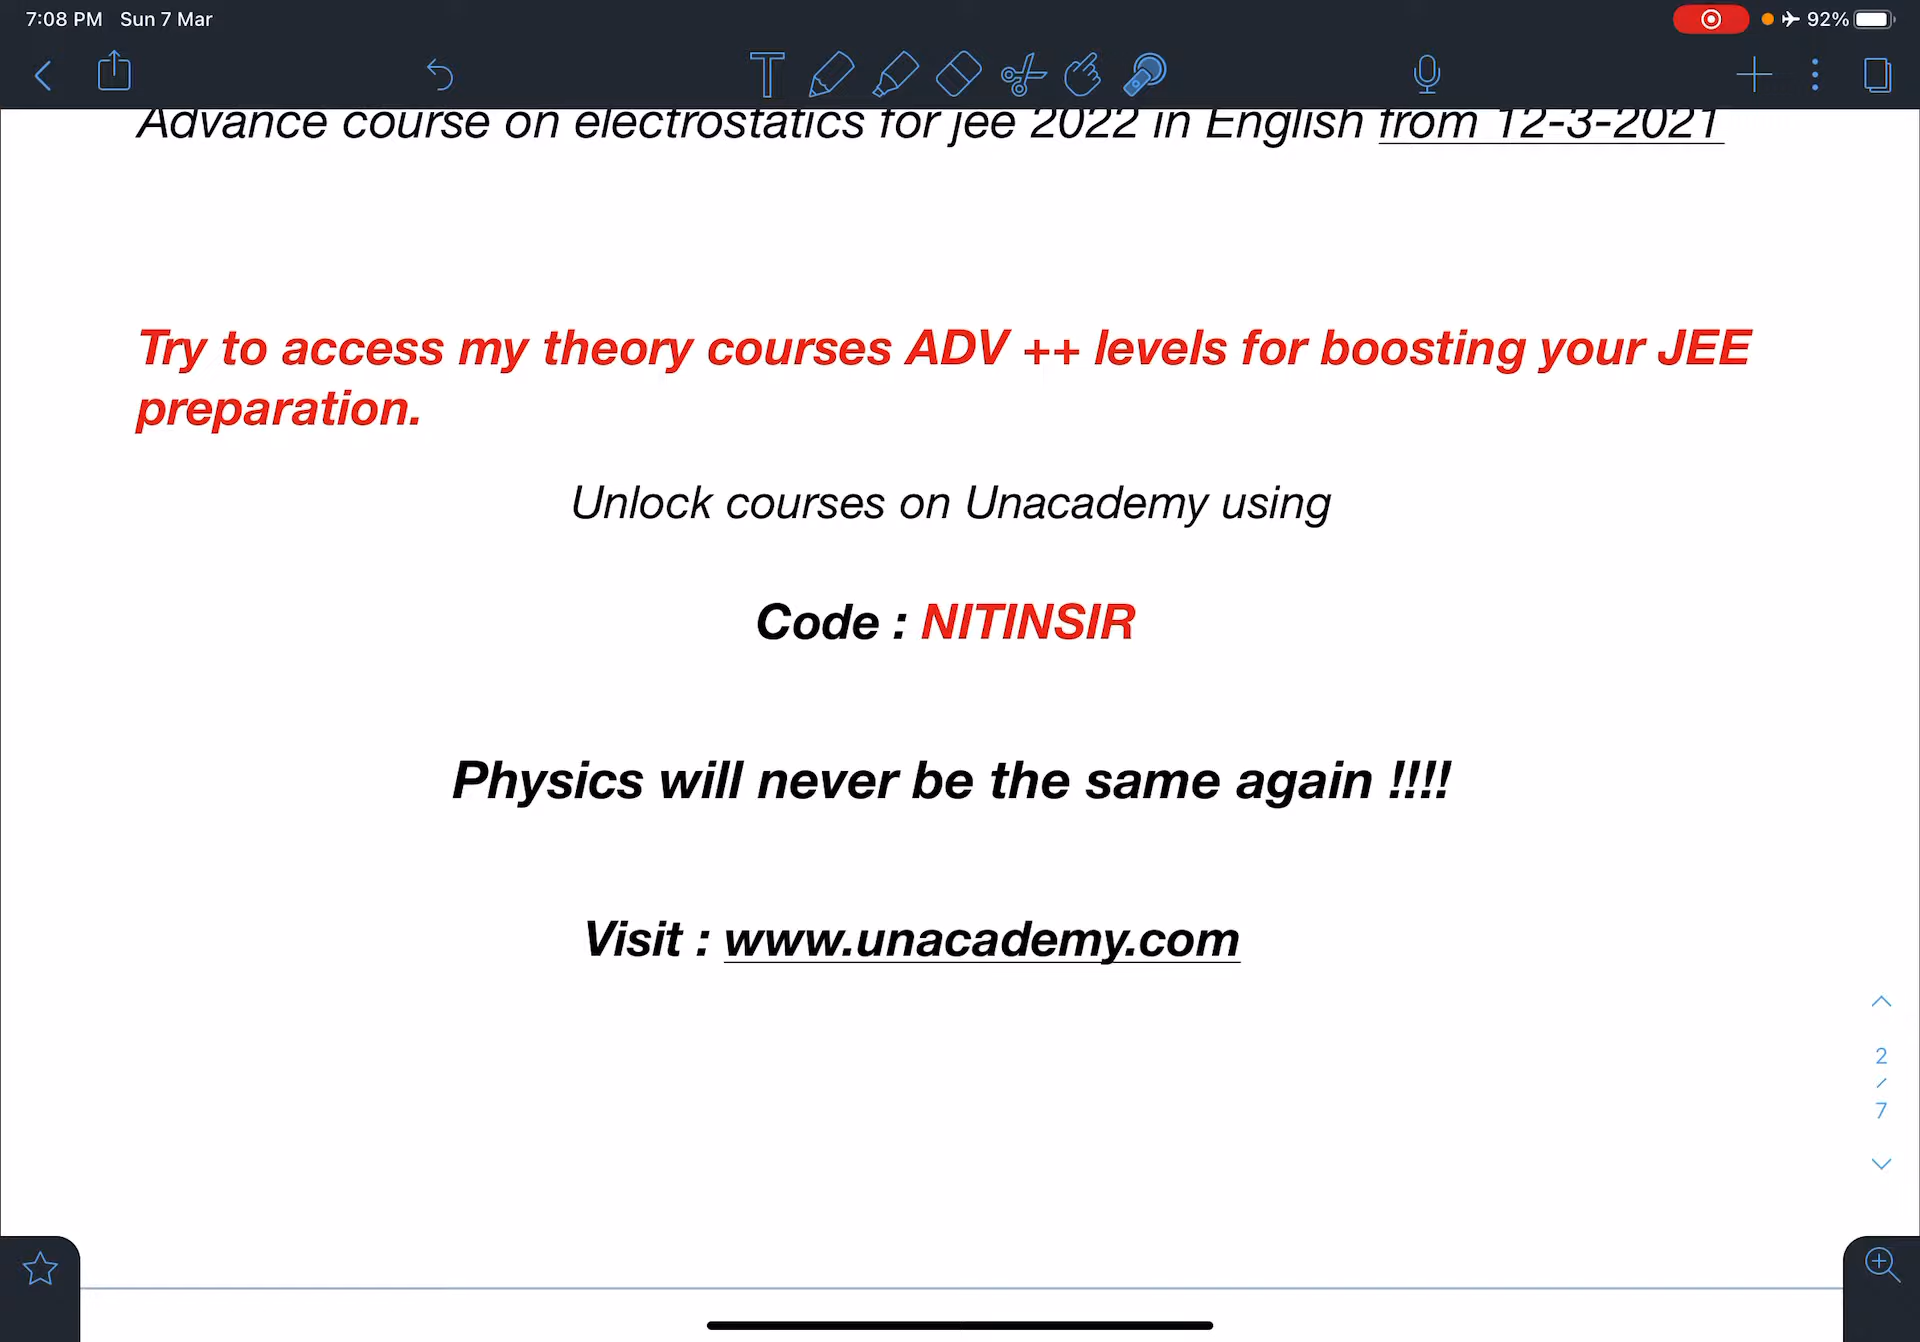 7:08 PM Sun 7 Mar
92%
Advance course on electrostatics for jee 2022 in English from 12-3-2021
Try to access my theory courses ADV ++ levels for boosting your JEE
preparation.
Unlock courses on Unacademy using
Code : NITINSIR
Physics will never be the same again !!!!
Visit : www.unacademy.com
2
/
7